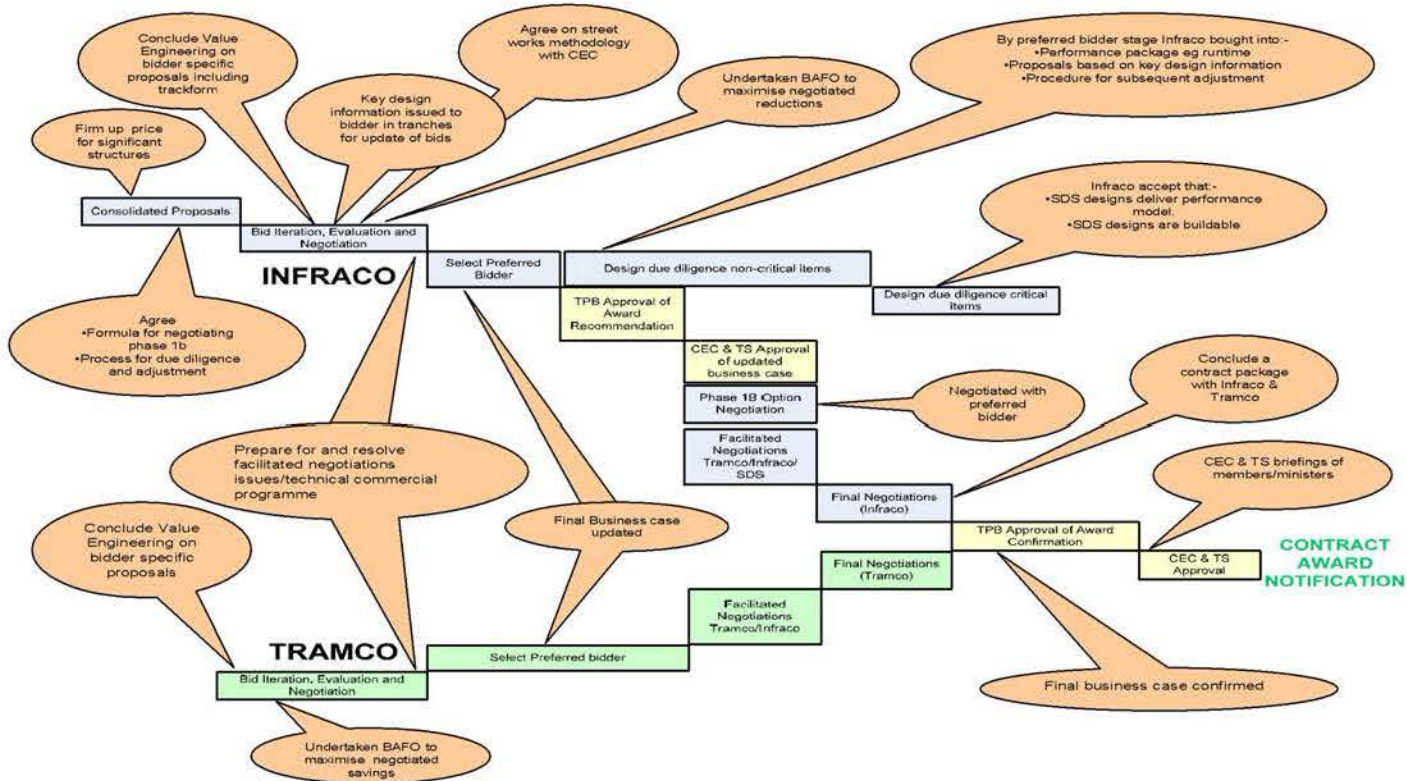 Conclude Value
Engineering on
bidder specific
proposals including
trackform
Agree on street
works methodology
with CEC
By preferred bidder stage Infraco bought into:-
•Performance package eg runtime
•Proposals based on key design information
•Procedure for subsequent adjustment
Key design
information issued to
bidder in tranches
for update of bids
Undertaken BAFO to
maximise negotiated
reductions
Firm up price
for significant
structures
Infraco accept that:-
•SDS designs deliver performance
model.
•SDS designs are buildable
Consolidated Proposals
Bid Iteration, Evaluation and
Negotiation
INFRACO
Select Preferred
Bidder
Design due diligence non-critical items
Design due diligence critical
items
TPB Approval of
Award
Recommendation
Agree
•Formula for negotiating
phase 1b
•Process for due diligence
and adjustment
CEC & TS Approval
of updated
business case
Conclude a
contract package
with Infraco &
Tramco
Phase 1B Option
Negotiation
Negotiated with
preferred
bidder
Prepare for and resolve
facilitated negotiations
issues/technical commercial
programme
Facilitated
Negotiations
Tramco/Infraco/
SDS
CEC & TS briefings of
members/ministers
Final Negotiations
(Infraco)
Conclude Value
Engineering on
bidder specific
proposals
Final Business case
updated
TPB Approval of Award
Confirmation
CEC & TS
Approval
CONTRACT
AWARD
NOTIFICATION
Final Negotiations
(Tramco)
Facilitated
Negotiations
Tramco/Infraco
TRAMCO
Select Preferred bidder
Bid Iteration, Evaluation and
Negotiation
Final business case confirmed
Undertaken BAFO to
maximise negotiated
savings